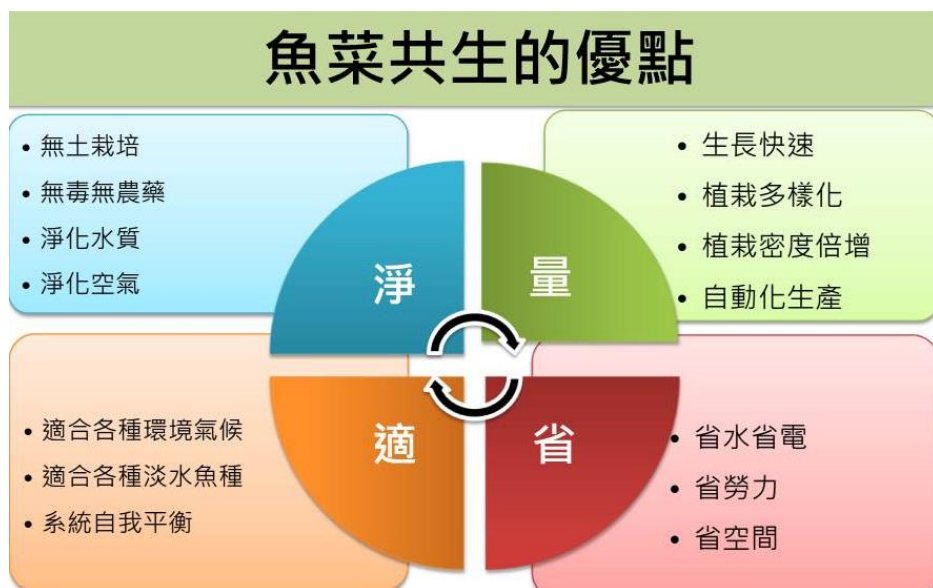 魚菜共生的優點
• 無土栽培
• 無毒無農藥
• 淨化水質
• 淨化空氣
淨
• 生長快速
• 植栽多樣化
• 植栽密度倍增
• 自動化生產
量
• 適合各種環境氣候
• 適合各種淡水魚種
• 系統自我平衡
適
• 省水省電
• 省勞力
• 省空間
省